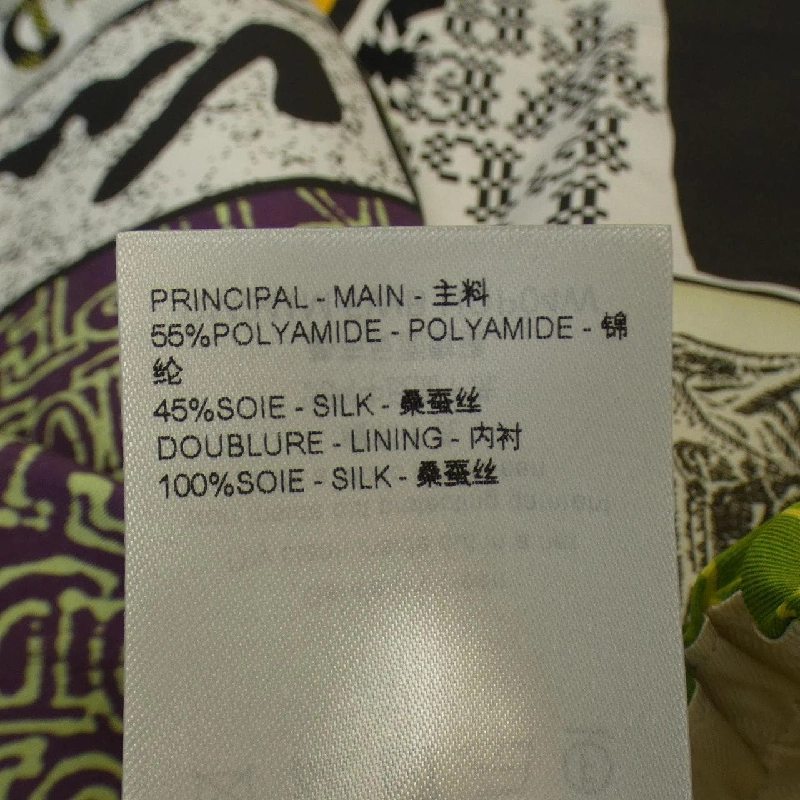 PRINCIPAL - MAIN - 主料
55%POLYAMIDE - POLYAMIDE - 锦
纶
45%SOIE - SILK - 桑蚕丝
DOUBLURE - LINING - 内衬
100%SOIE - SILK - 桑蚕丝